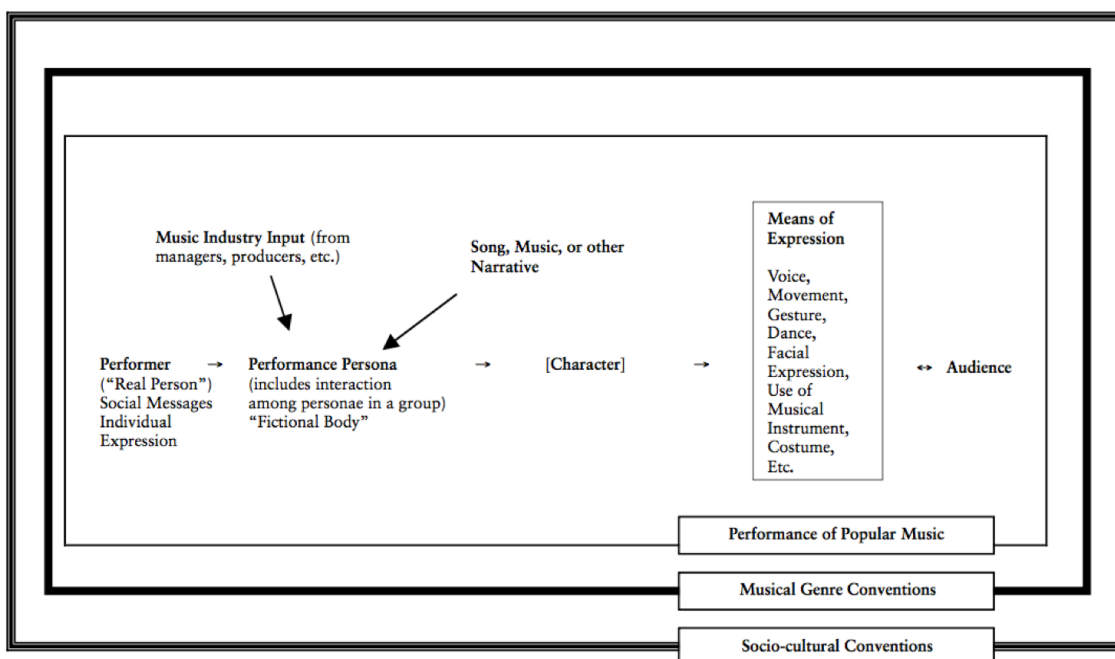 Music Industry Input (from
managers, producers, etc.)
Song, Music, or other
Narrative
Performer
(“Real Person”)
Social Messages
Individual
Expression
→
Performance Persona
(includes interaction
among personae in a group)
“Fictional Body”
→
[Character]
→
Means of
Expression
Voice,
Movement,
Gesture,
Dance,
Facial
Expression,
Use of
Musical
Instrument,
Costume,
Etc.
↔
Audience
Performance of Popular Music
Musical Genre Conventions
Socio-cultural Conventions